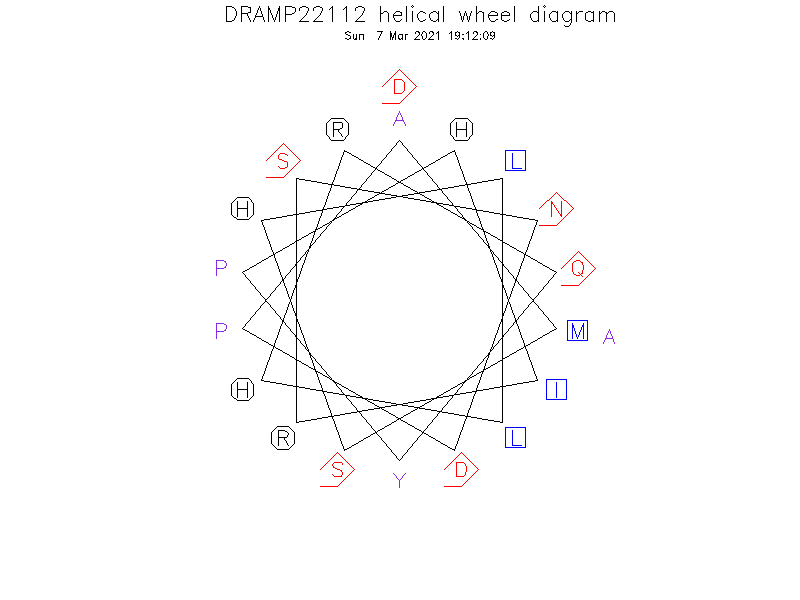 DRAMP22112 helical wheel diagram
Sun 7 Mar 2021 19:12:09
D
A
R H
S L
H N
P Q
P M A
H I
R L
S D
Y